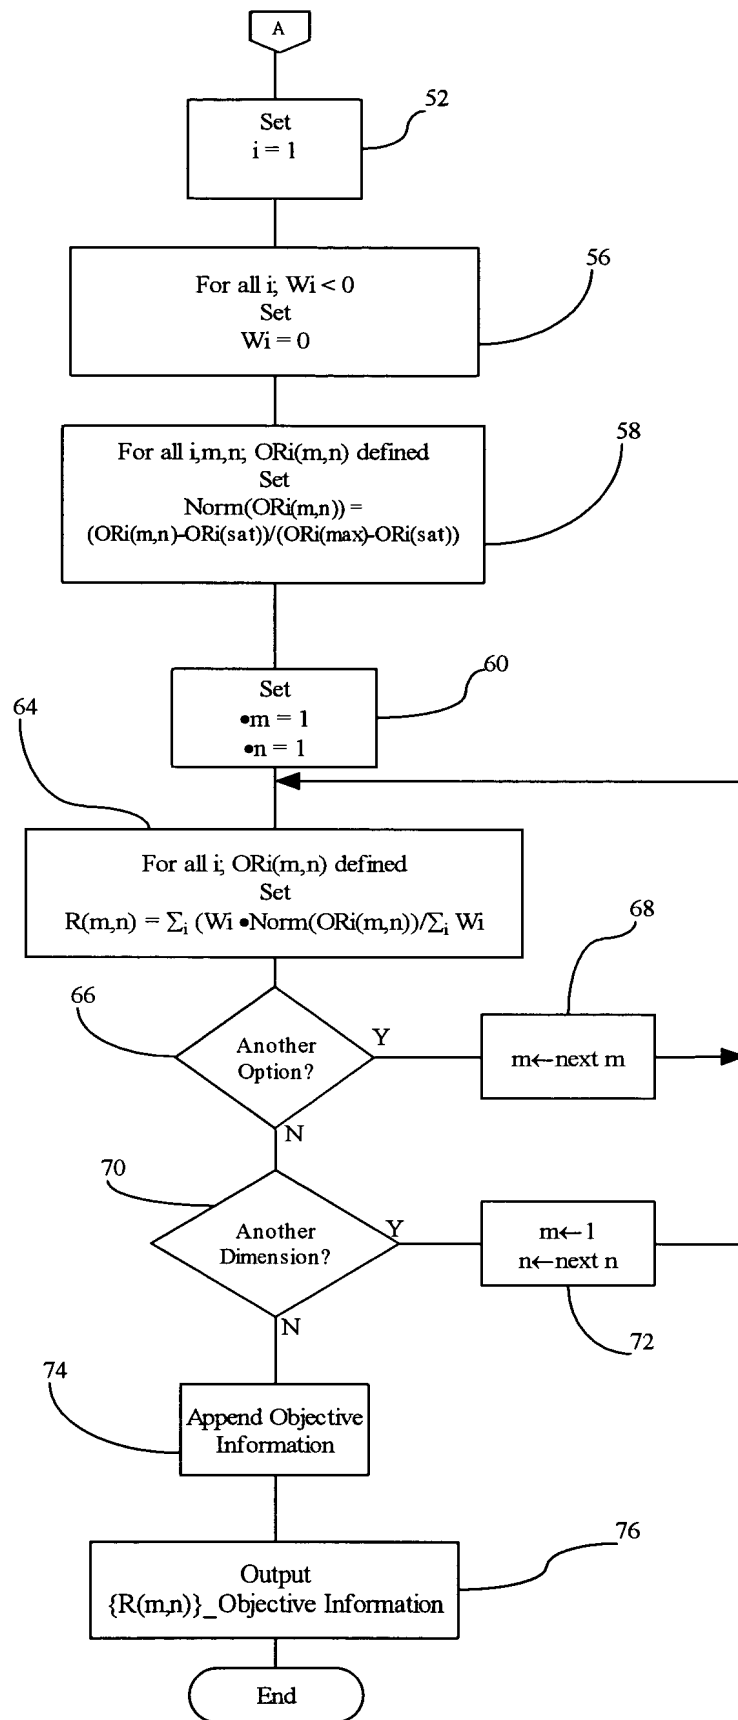 A
52
Set
i = 1
56
For all i; Wi < 0
Set
Wi = 0
58
For all i,m,n; ORi(m,n) defined
Set
Norm(ORi(m,n)) =
(ORi(m,n)-ORi(sat))/(ORi(max)-ORi(sat))
60
Set
•m = 1
•n = 1
64
For all i; ORi(m,n) defined
Set
R(m,n) = ∑i (Wi •Norm(ORi(m,n))/∑i Wi
68
66
Another
Option?
Y
m←next m
N
70
Another
Dimension?
Y
m←1
n←next n
72
N
74
Append Objective
Information
76
Output
{R(m,n)}_Objective Information
End